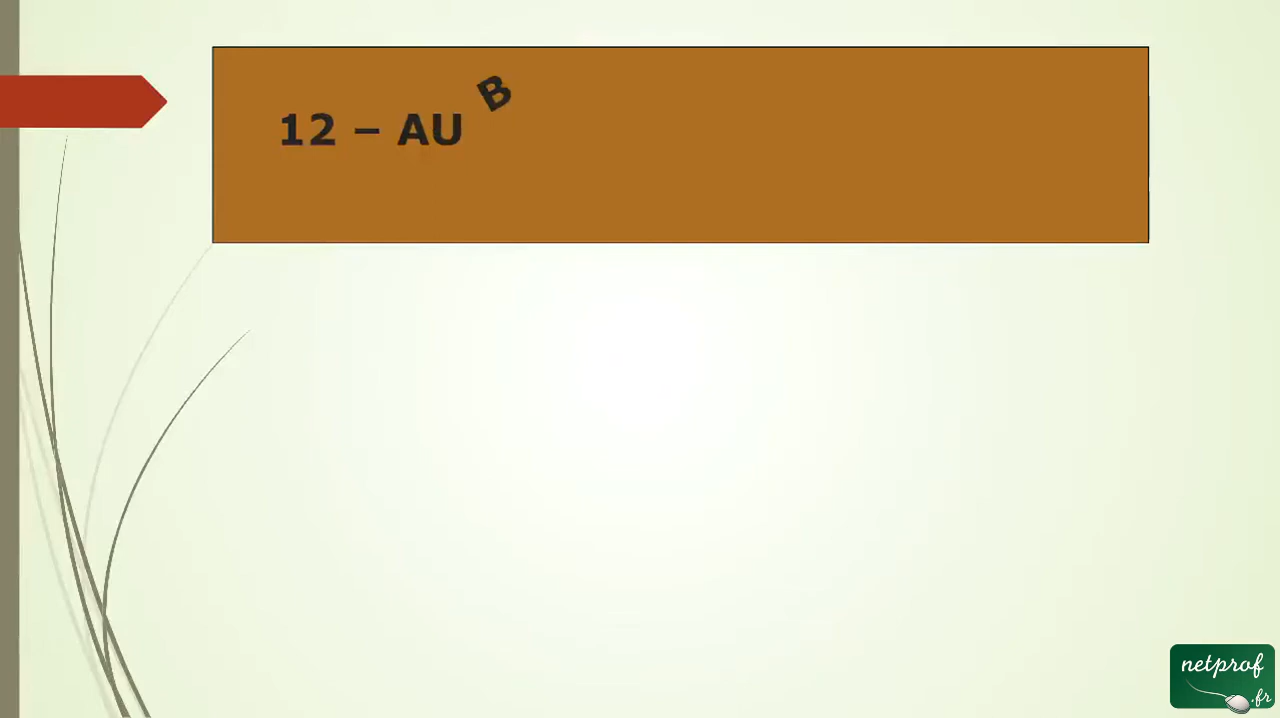 12 – AU B
netprof
.fr